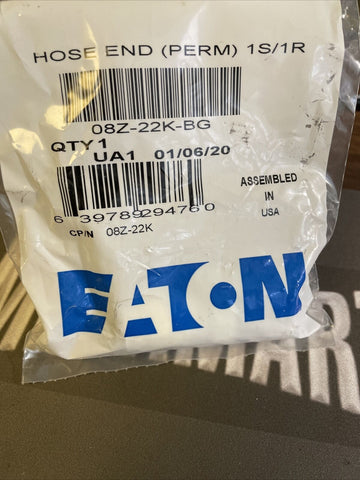 HOSE END (PERM) 1S/1R
08Z-22K-BG
QTY 1
UA1 01/06/20
ASSEMBLED
IN
USA
6 39789 29476 0
CP/N 08Z-22K
EATON